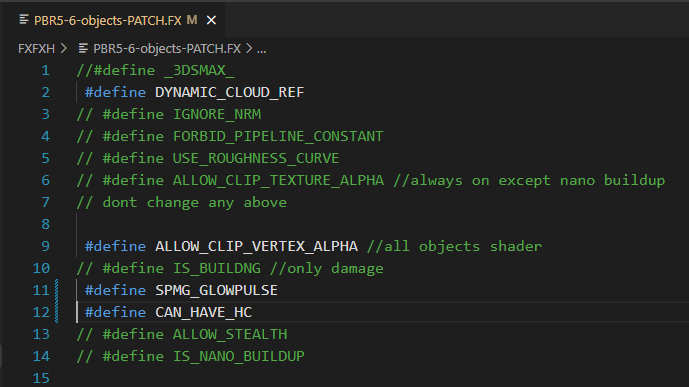 PBR5-6-objects-PATCH.FX M ×
FXFXH > PBR5-6-objects-PATCH.FX > ...
1 //#define _3DSMAX_
2 #define DYNAMIC_CLOUD_REF
3 // #define IGNORE_NRM
4 // #define FORBID_PIPELINE_CONSTANT
5 // #define USE_ROUGHNESS_CURVE
6 // #define ALLOW_CLIP_TEXTURE_ALPHA //always on except nano buildup
7 // dont change any above
8
9 #define ALLOW_CLIP_VERTEX_ALPHA //all objects shader
10 // #define IS_BUILDNG //only damage
11 #define SPMG_GLOWPULSE
12 #define CAN_HAVE_HC
13 // #define ALLOW_STEALTH
14 // #define IS_NANO_BUILDUP
15